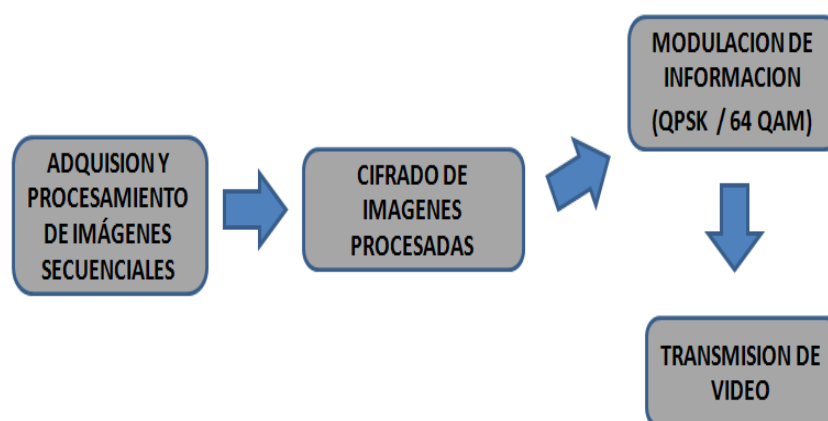 ADQUISION Y
PROCESAMIENTO
DE IMÁGENES
SECUENCIALES
CIFRADO DE
IMAGENES
PROCESADAS
MODULACION DE
INFORMACION
(QPSK / 64 QAM)
TRANSMISION DE
VIDEO